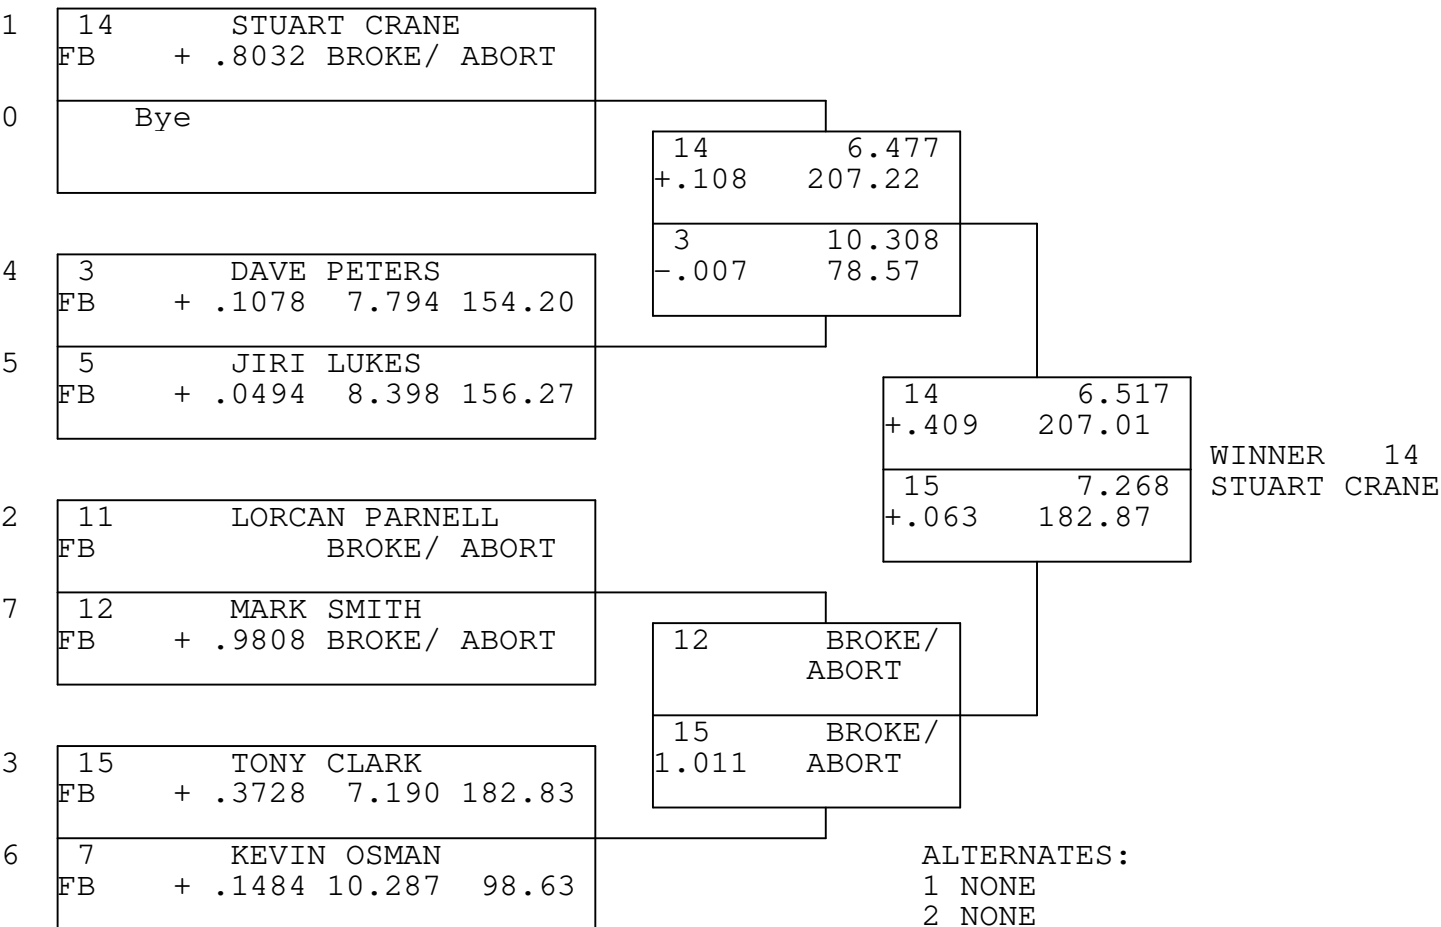 1 14 STUART CRANE
FB + .8032 BROKE/ ABORT
0 Bye
14 6.477
+.108 207.22
3 10.308
-.007 78.57
4 3 DAVE PETERS
FB + .1078 7.794 154.20
5 5 JIRI LUKES
FB + .0494 8.398 156.27
14 6.517
+.409 207.01
15 7.268
+.063 182.87
WINNER 14
STUART CRANE
2 11 LORCAN PARNELL
FB BROKE/ ABORT
7 12 MARK SMITH
FB + .9808 BROKE/ ABORT
12 BROKE/
ABORT
15 BROKE/
1.011 ABORT
3 15 TONY CLARK
FB + .3728 7.190 182.83
6 7 KEVIN OSMAN
FB + .1484 10.287 98.63
ALTERNATES:
1 NONE
2 NONE